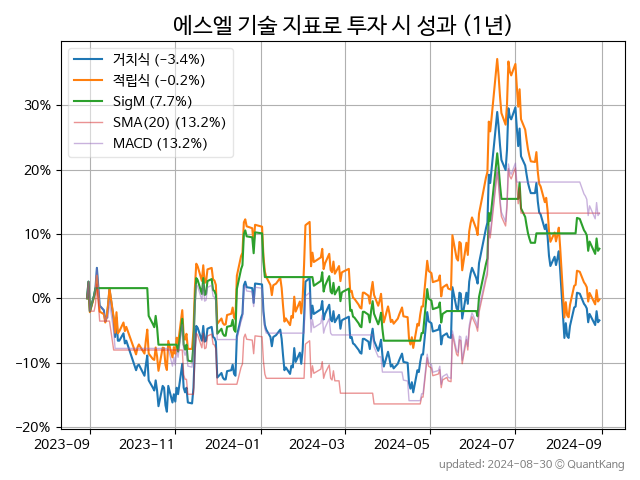 에스엘 기술 지표로 투자 시 성과 (1년)
거치식 (−3.4%)
적립식 (−0.2%)
SigM (7.7%)
SMA(20) (13.2%)
MACD (13.2%)
30%
20%
10%
0%
−10%
−20%
2023-09 2023-11 2024-01 2024-03 2024-05 2024-07 2024-09
updated: 2024-08-30 © QuantKang